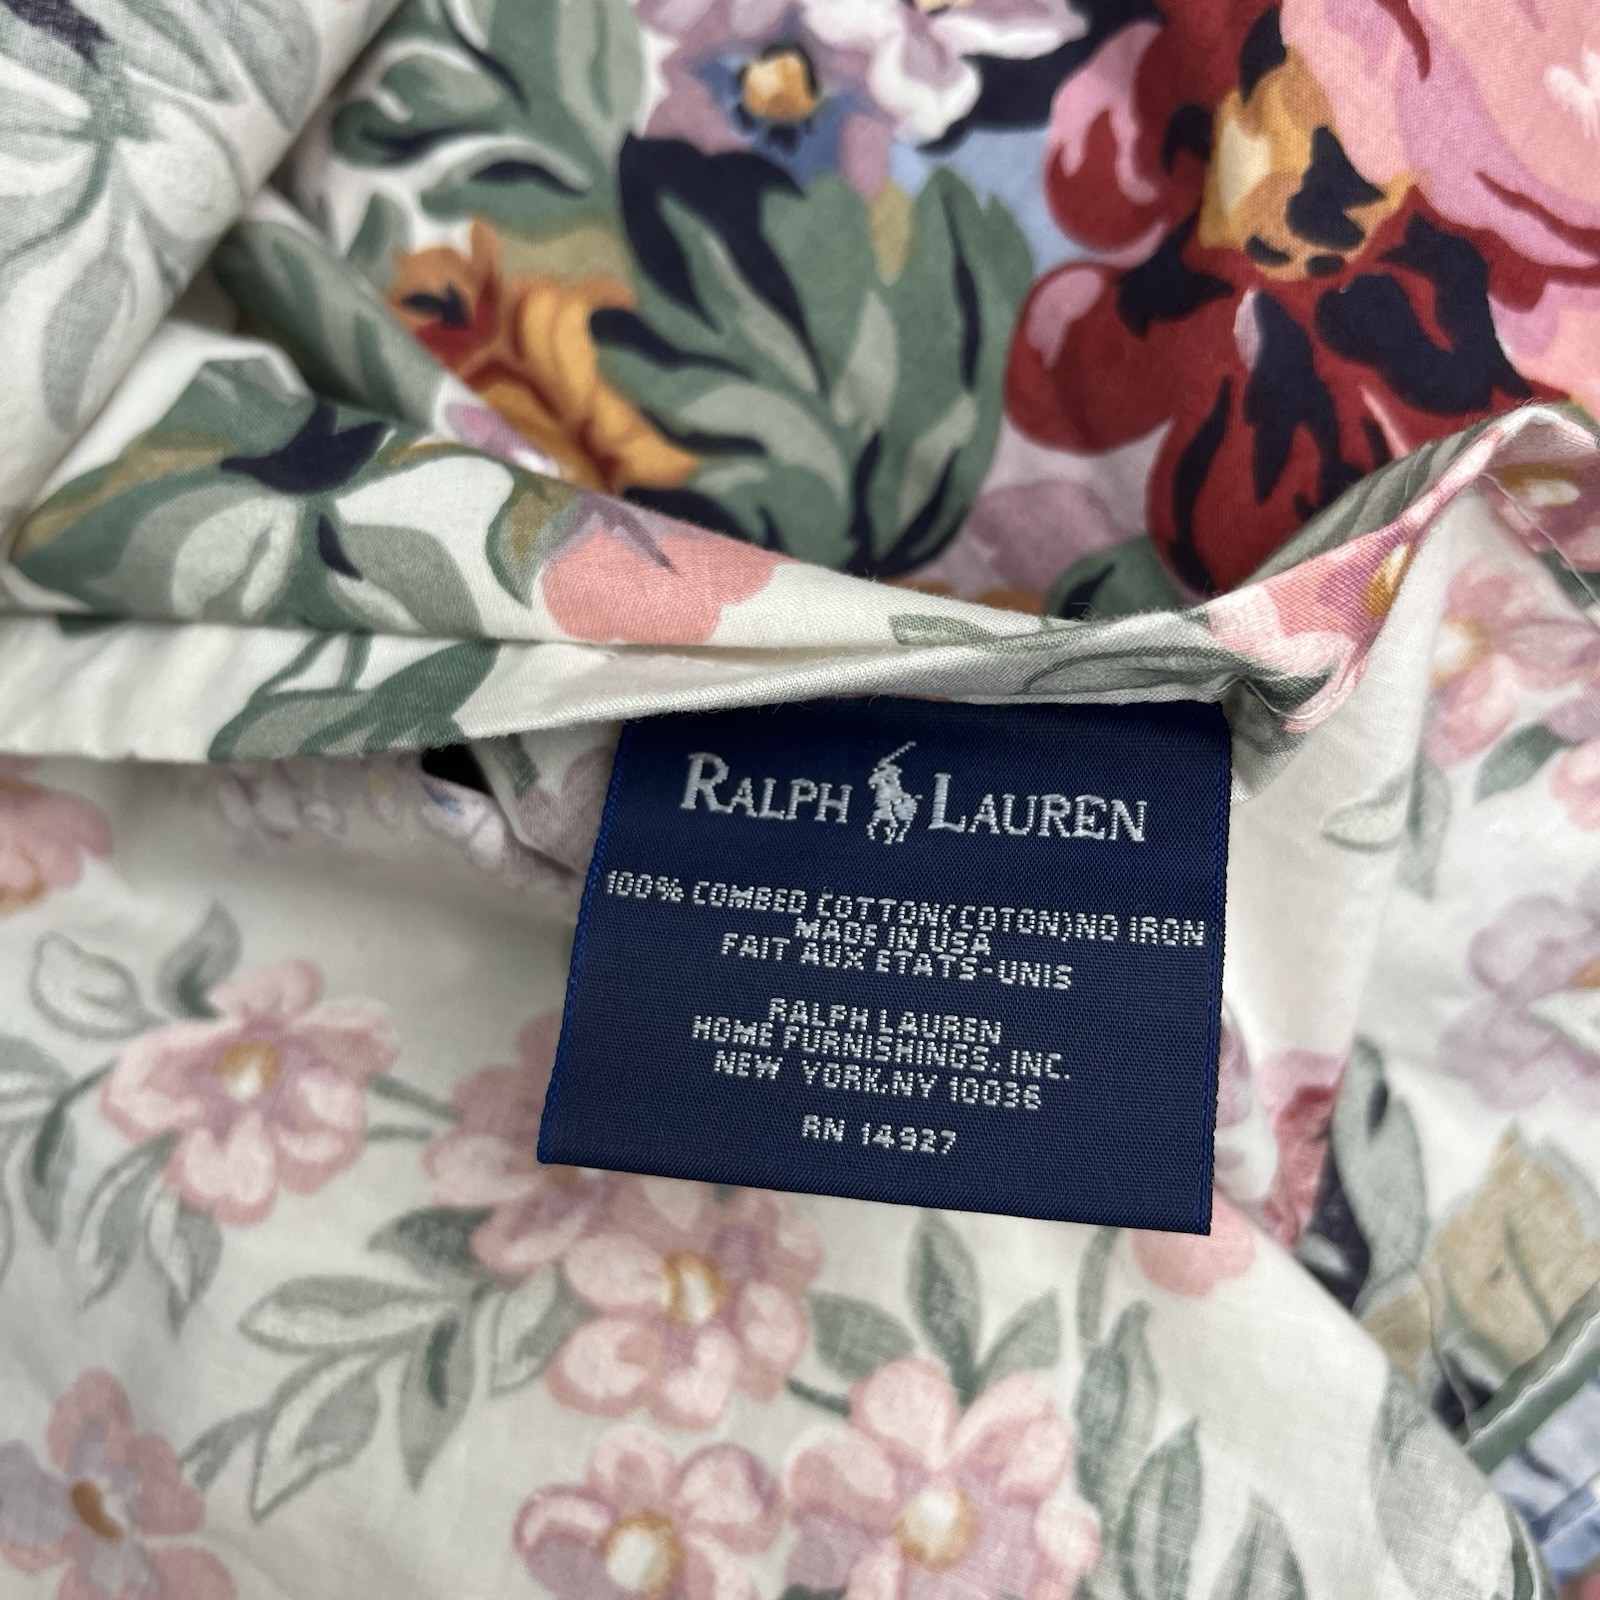 RALPH LAUREN
100% COMBED COTTON(COTON)NO IRON
MADE IN USA
FAIT AUX ETATS-UNIS
RALPH LAUREN
HOME FURNISHINGS, INC.
NEW YORK.NY 10036
RN 14937